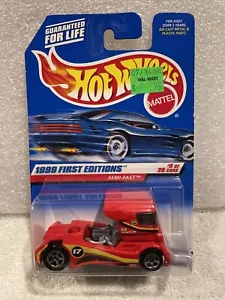 GUARANTEED
FOR LIFE
FOR AGES
OVER 3 YEARS.
DIE CAST METAL &
PLASTIC PARTS.
Hot Wheels
WAL-MART
MATTEL
1999 FIRST EDITIONS
#8 of
26 CARS
SEMI-FAST
17